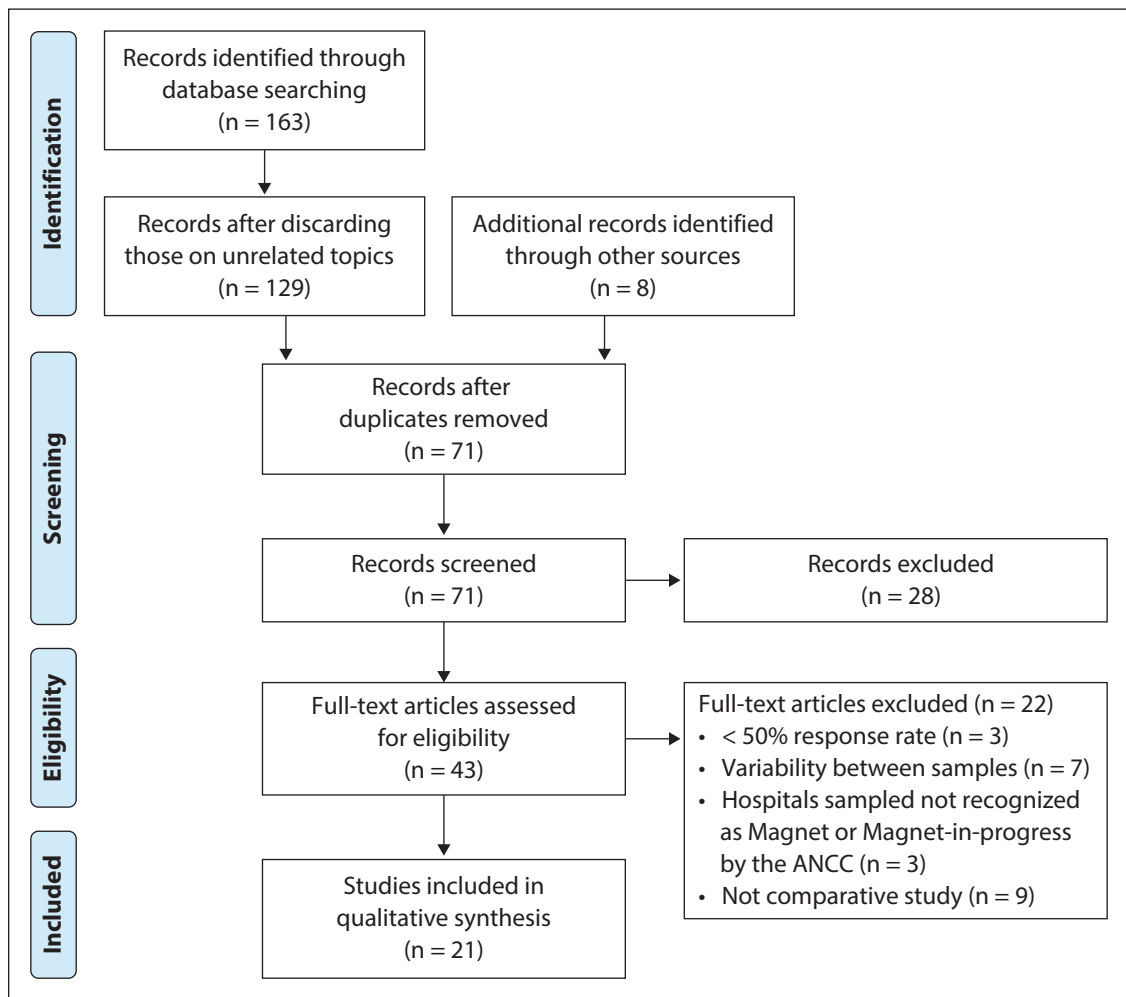 Identification
Records identified through
database searching
(n = 163)
Records after discarding
those on unrelated topics
(n = 129)
Additional records identified
through other sources
(n = 8)
Screening
Records after
duplicates removed
(n = 71)
Records screened
(n = 71)
Records excluded
(n = 28)
Eligibility
Full-text articles assessed
for eligibility
(n = 43)
Full-text articles excluded (n = 22)
• < 50% response rate (n = 3)
• Variability between samples (n = 7)
• Hospitals sampled not recognized
as Magnet or Magnet-in-progress
by the ANCC (n = 3)
• Not comparative study (n = 9)
Included
Studies included in
qualitative synthesis
(n = 21)